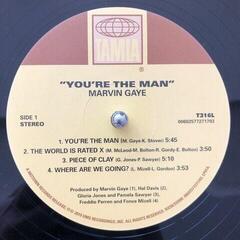 TAMLA
"YOU'RE THE MAN"
MARVIN GAYE
T316L
00602577271793
SIDE 1
STEREO
1. YOU'RE THE MAN (M. Gaye-K. Stover) 5:45
2. THE WORLD IS RATED X (M. McLeod-M. Bolton-R. Gordy-E. Bolton) 3:50
3. PIECE OF CLAY (G. Jones-P. Sawyer) 5:10
4. WHERE ARE WE GOING? (L. Mizell-L. Gordon) 3:53
Produced by Marvin Gaye (1), Hal Davis (2),
Gloria Jones and Pamela Sawyer (3),
Freddie Perren and Fonce Mizell (4)